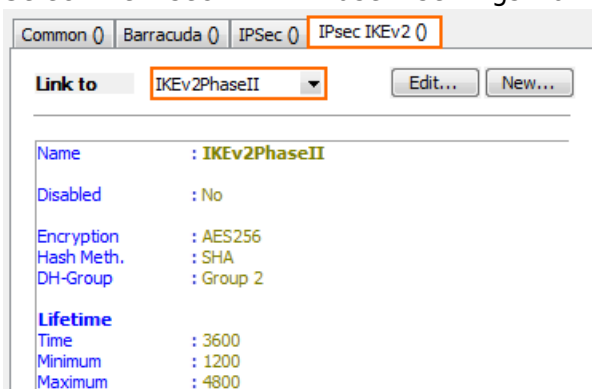 Common () Barracuda () IPSec () IPsec IKEv2 ()
Link to IKEv2PhaseII Edit... New...
Name : IKEv2PhaseII
Disabled : No
Encryption : AES256
Hash Meth. : SHA
DH-Group : Group 2
Lifetime
Time : 3600
Minimum : 1200
Maximum : 4800